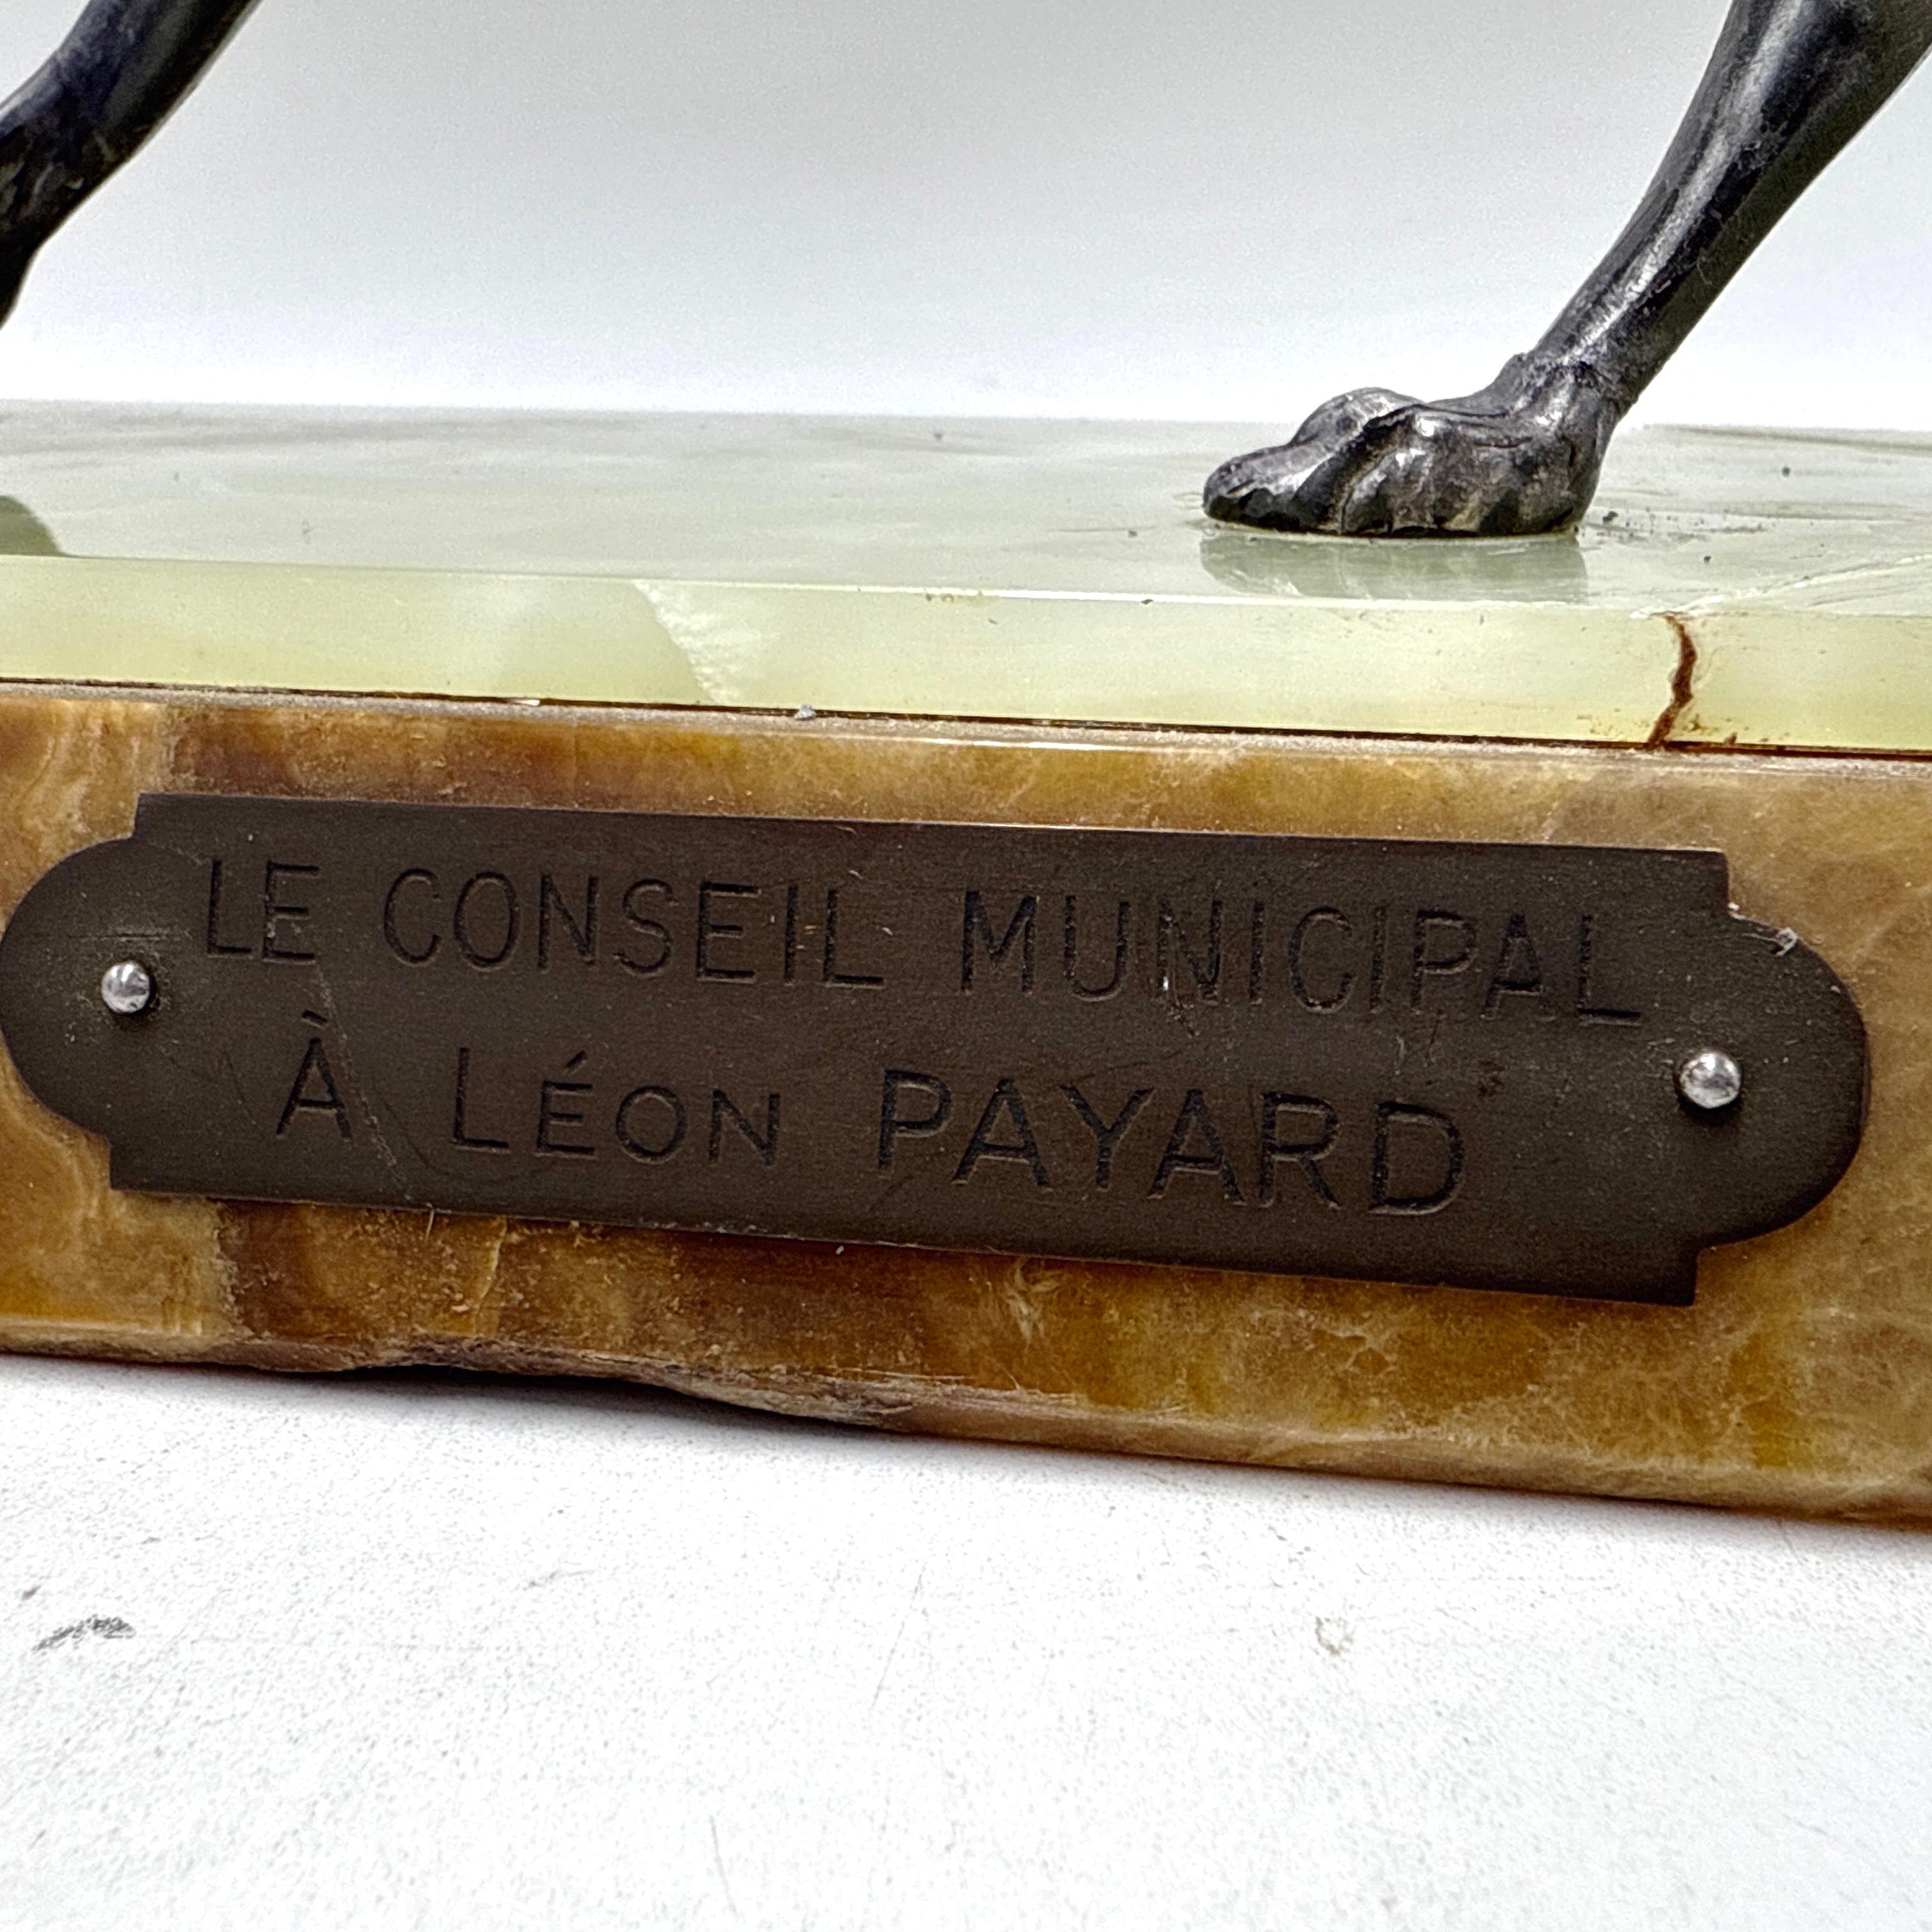 LE CONSEIL MUNICIPAL
À LÉON PAYARD